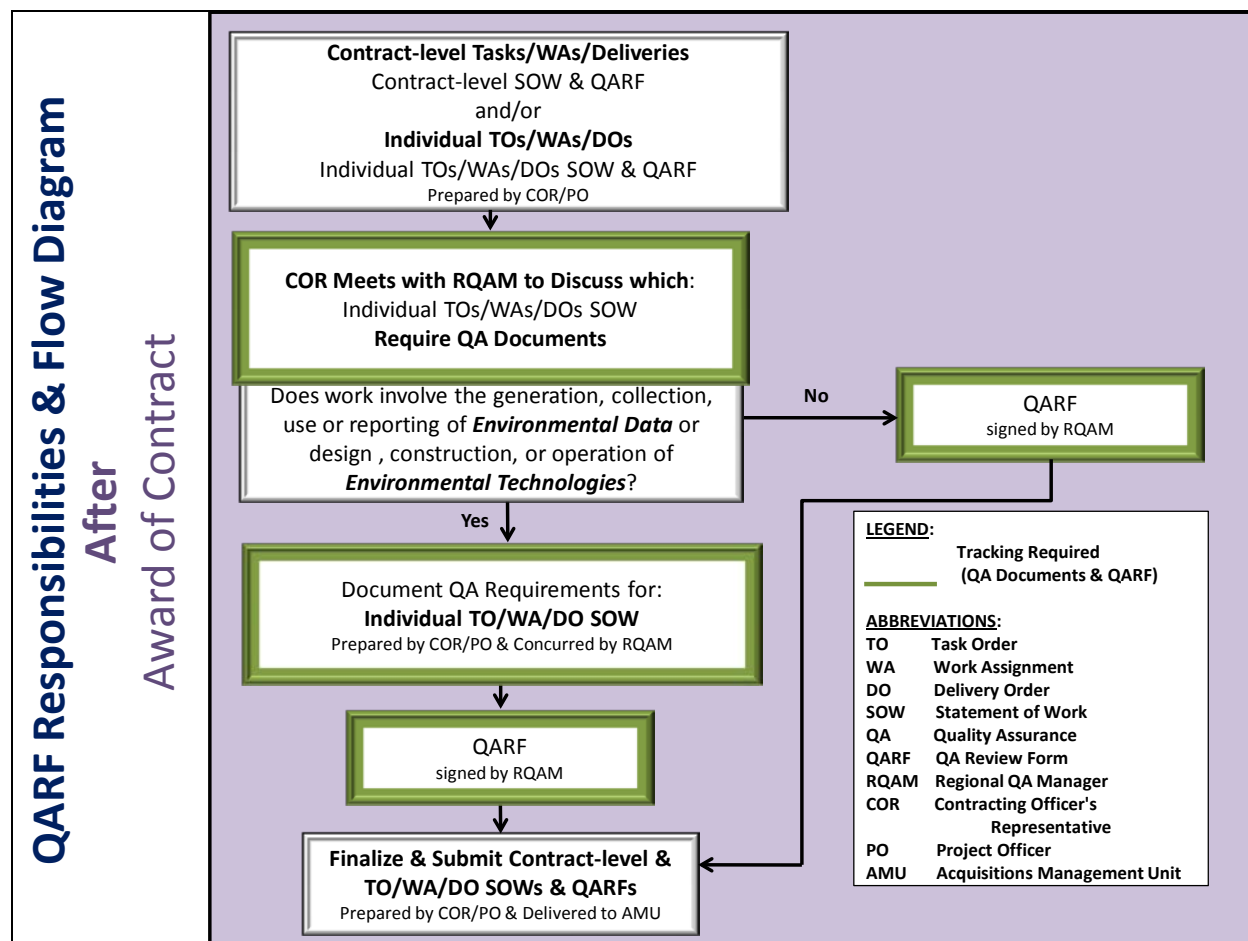 QARF Responsibilities & Flow Diagram
After
Award of Contract
Contract-level Tasks/WAs/Deliveries
Contract-level SOW & QARF
and/or
Individual TOs/WAs/DOs
Individual TOs/WAs/DOs SOW & QARF
Prepared by COR/PO
COR Meets with RQAM to Discuss which:
Individual TOs/WAs/DOs SOW
Require QA Documents
Does work involve the generation, collection,
use or reporting of Environmental Data or
design , construction, or operation of
Environmental Technologies?
No
QARF
signed by RQAM
Yes
Document QA Requirements for:
Individual TO/WA/DO SOW
Prepared by COR/PO & Concurred by RQAM
QARF
signed by RQAM
Finalize & Submit Contract-level &
TO/WA/DO SOWs & QARFs
Prepared by COR/PO & Delivered to AMU
LEGEND:
Tracking Required
(QA Documents & QARF)
ABBREVIATIONS:
TO Task Order
WA Work Assignment
DO Delivery Order
SOW Statement of Work
QA Quality Assurance
QARF QA Review Form
RQAM Regional QA Manager
COR Contracting Officer's
Representative
PO Project Officer
AMU Acquisitions Management Unit